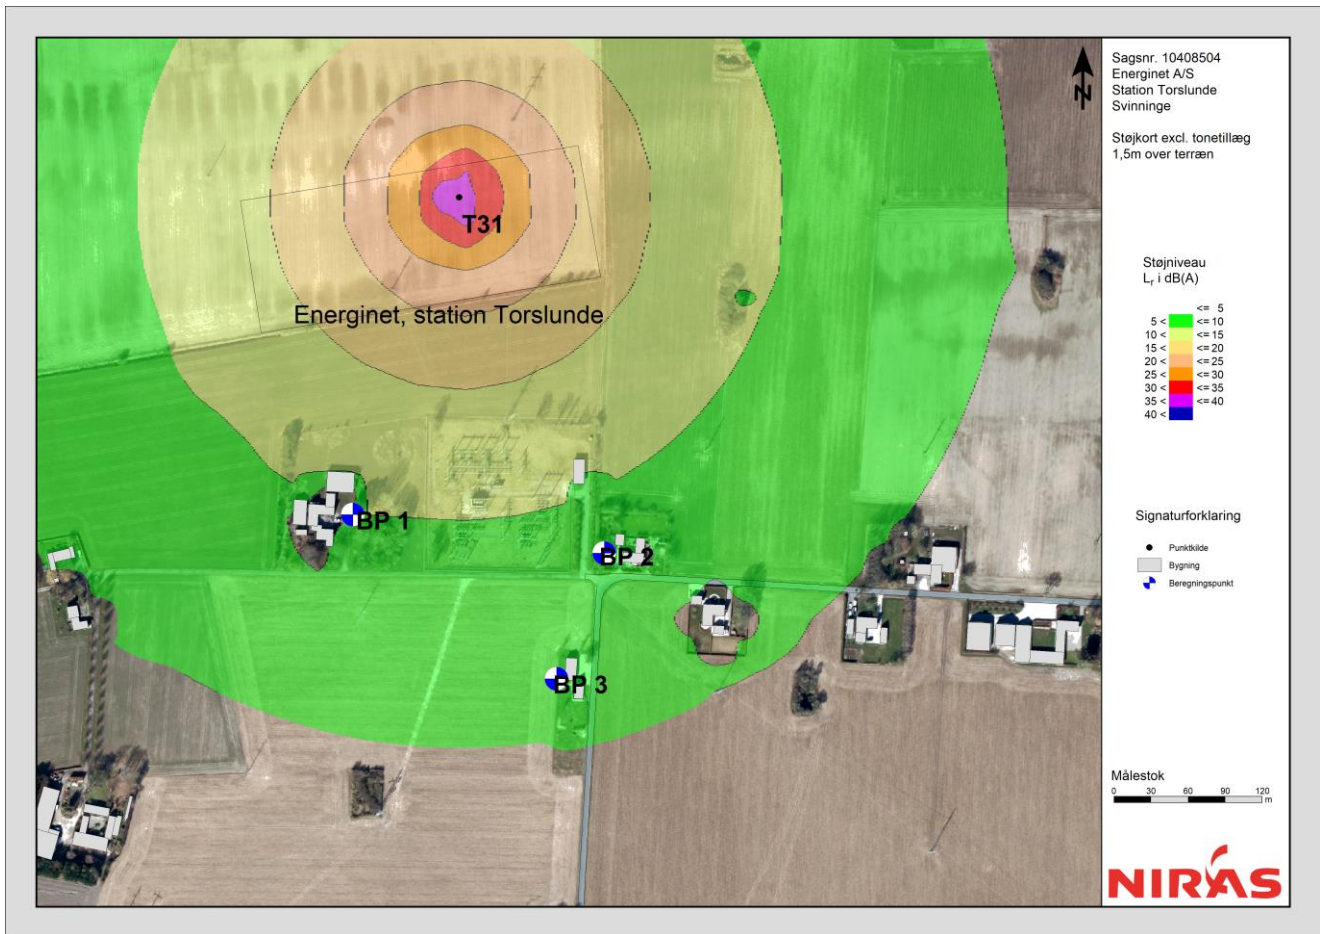 Sagsnr. 10408504
Energinet A/S
Station Torslunde
Svinninge
Støjkort excl. tonetillæg
1,5m over terræn
N
T31
Energinet, station Torslunde
BP 1
BP 2
BP 3
Støjniveau
Lr i dB(A)
<= 5
5 < <= 10
10 < <= 15
15 < <= 20
20 < <= 25
25 < <= 30
30 < <= 35
35 < <= 40
40 <
Signaturforklaring
Punktkilde
Bygning
Beregningspunkt
Målestok
0 30 60 90 120
m
NIRAS